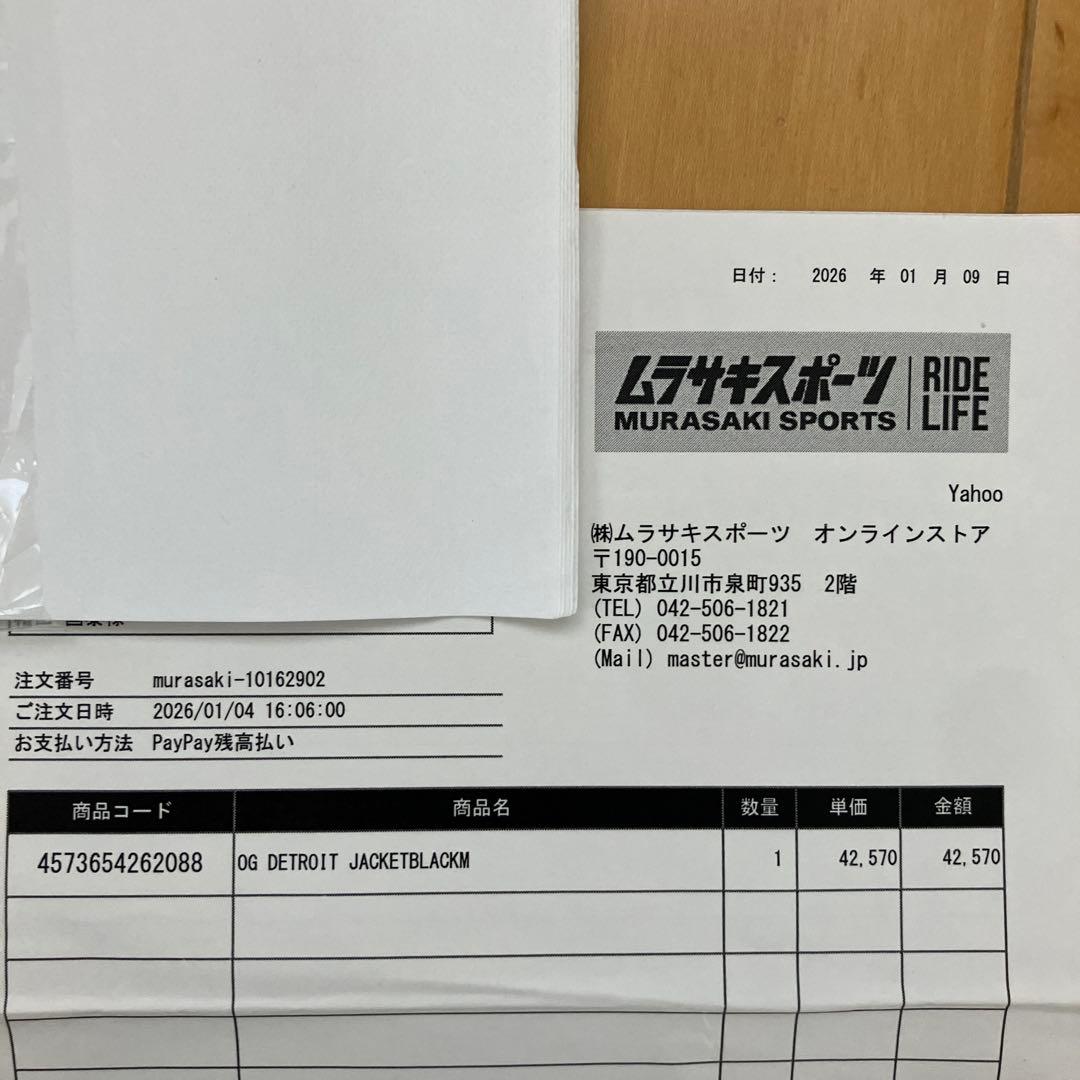 日付： 2026 年 01 月 09 日
ムラサキスポーツ
MURASAKI SPORTS
RIDE
LIFE
Yahoo
㈱ムラサキスポーツ　オンラインストア
〒190-0015
東京都立川市泉町935　2階
(TEL) 042-506-1821
(FAX) 042-506-1822
(Mail) master@murasaki.jp
注文番号 murasaki-10162902
ご注文日時 2026/01/04 16:06:00
お支払い方法 PayPay残高払い
商品コード 商品名 数量 単価 金額
4573654262088 OG DETROIT JACKETBLACKM 1 42,570 42,570